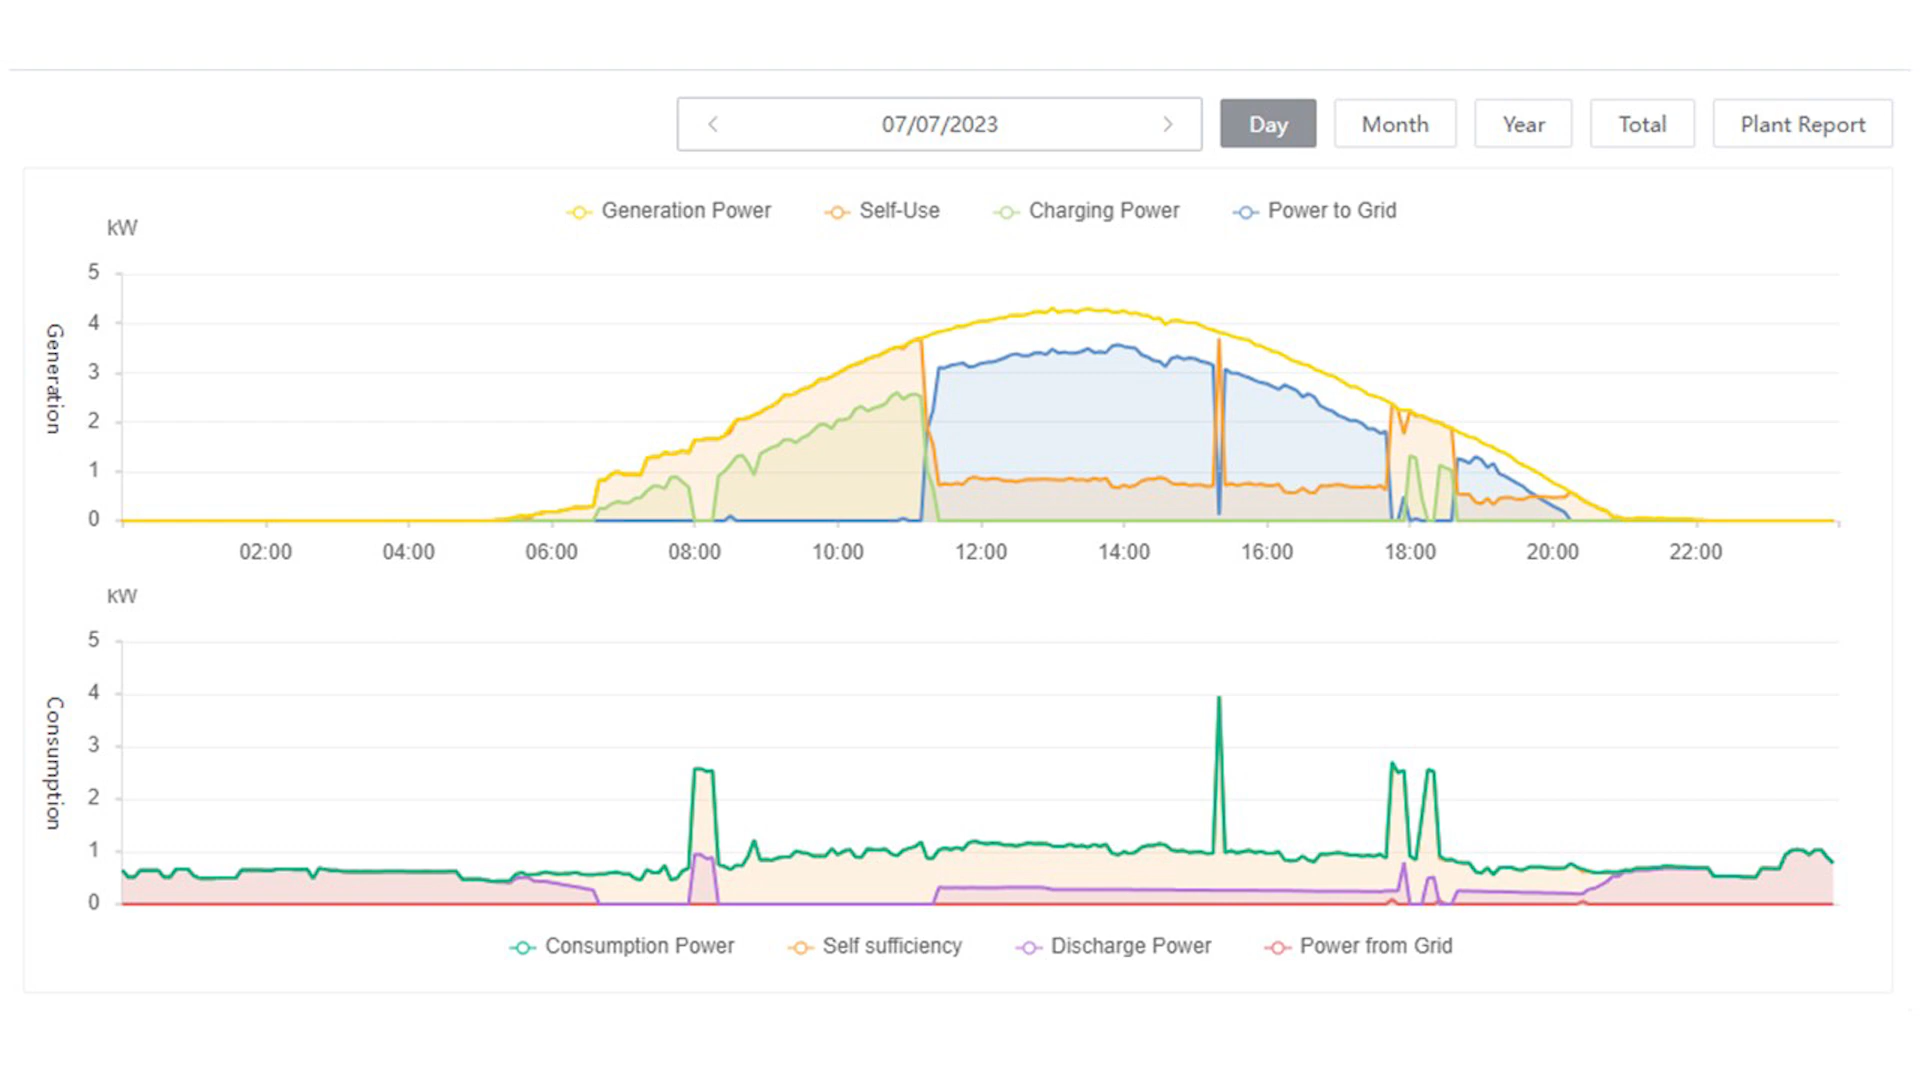 07/07/2023 Day Month Year Total Plant Report
Generation Power Self-Use Charging Power Power to Grid
kW
5
4
3
2
1
0
Generation
02:00 04:00 06:00 08:00 10:00 12:00 14:00 16:00 18:00 20:00 22:00
kW
5
4
3
2
1
0
Consumption
Consumption Power Self sufficiency Discharge Power Power from Grid